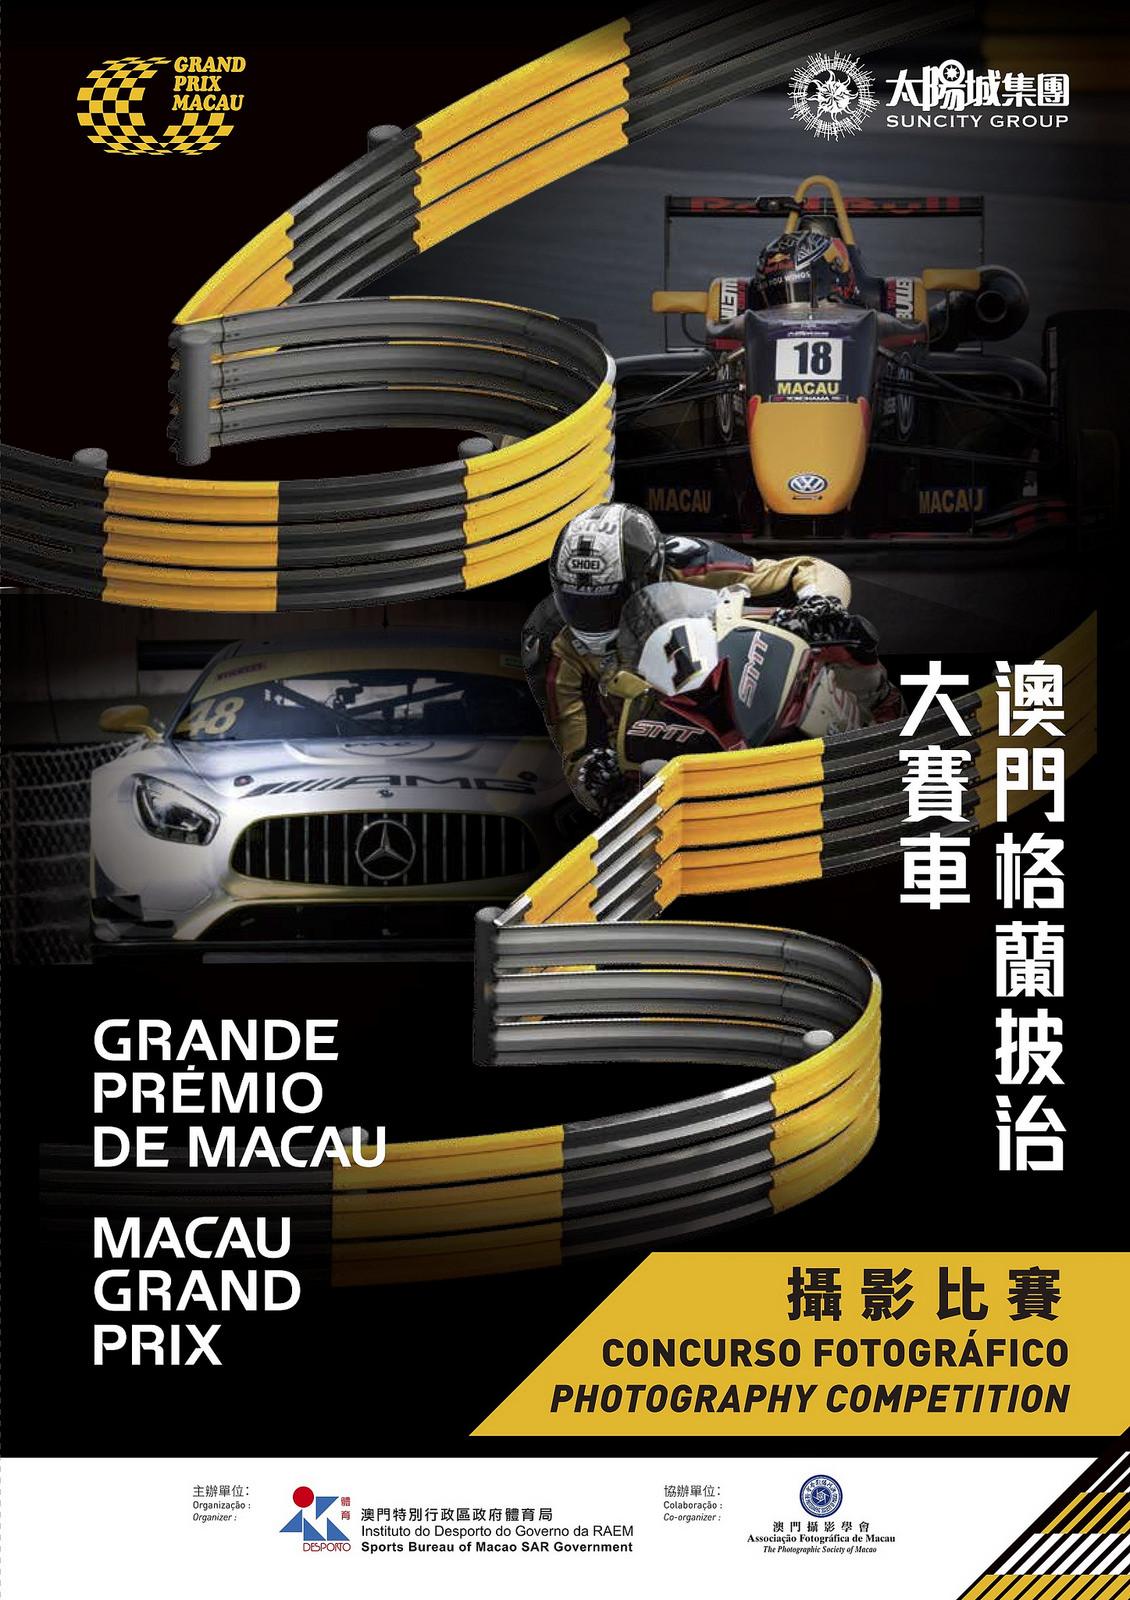 GRAND
PRIX
MACAU
太陽城集團
SUNCITY GROUP
Red Bull
18
MACAU
YOKOHAMA
MACAU
MACAU
SHOEI
1
SMT
SMT
48
AMG
澳門格蘭披治
大賽車
GRANDE
PRÉMIO
DE MACAU
MACAU
GRAND
PRIX
攝影比賽
CONCURSO FOTOGRÁFICO
PHOTOGRAPHY COMPETITION
主辦單位：
Organização :
Organizer :
體育
DESPORTO
澳門特別行政區政府體育局
Instituto do Desporto do Governo da RAEM
Sports Bureau of Macao SAR Government
協辦單位：
Colaboração :
Co-organizer :
澳門攝影學會
Associação Fotográfica de Macau
The Photographic Society of Macao